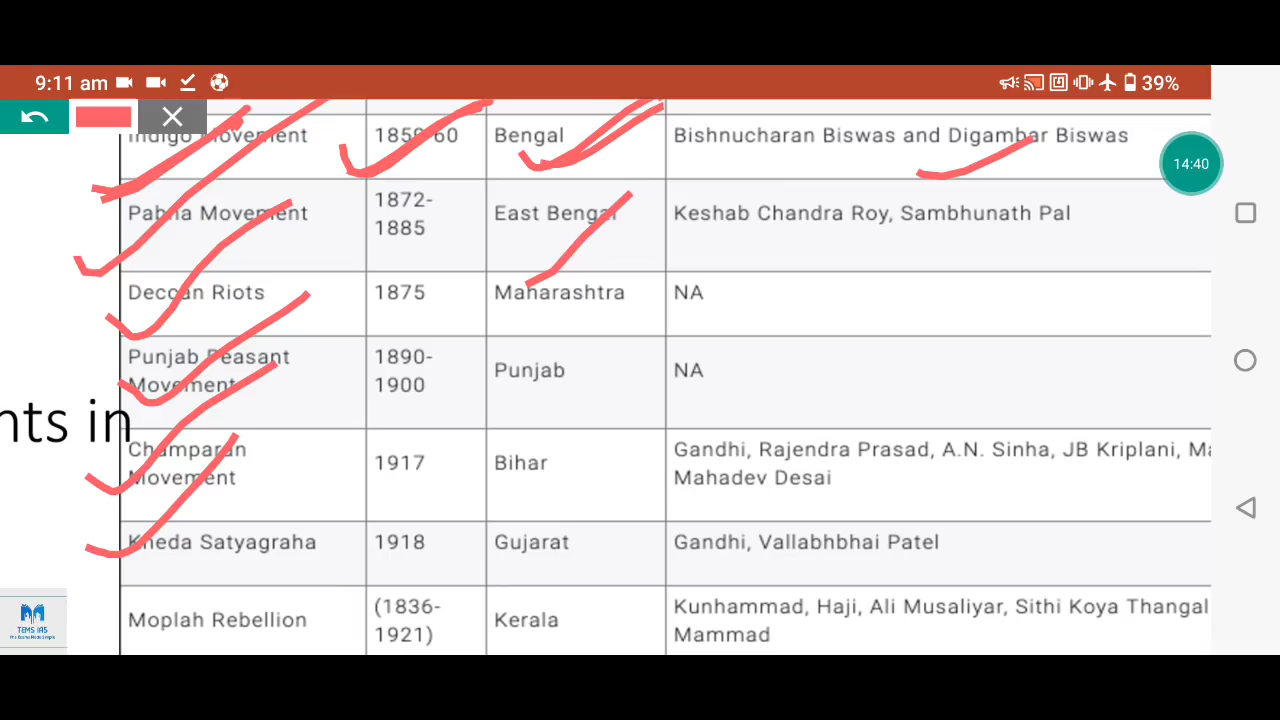 9:11 am
39%
Indigo Movement 1859-60 Bengal Bishnucharan Biswas and Digambar Biswas
14:40
Pabna Movement 1872-
1885 East Bengal Keshab Chandra Roy, Sambhunath Pal
Deccan Riots 1875 Maharashtra NA
Punjab Peasant
Movement 1890-
1900 Punjab NA
nts in
Champaran
Movement 1917 Bihar Gandhi, Rajendra Prasad, A.N. Sinha, JB Kriplani, Ma
Mahadev Desai
Kheda Satyagraha 1918 Gujarat Gandhi, Vallabhbhai Patel
Moplah Rebellion (1836-
1921) Kerala Kunhammad, Haji, Ali Musaliyar, Sithi Koya Thangal
Mammad
TEMS IAS